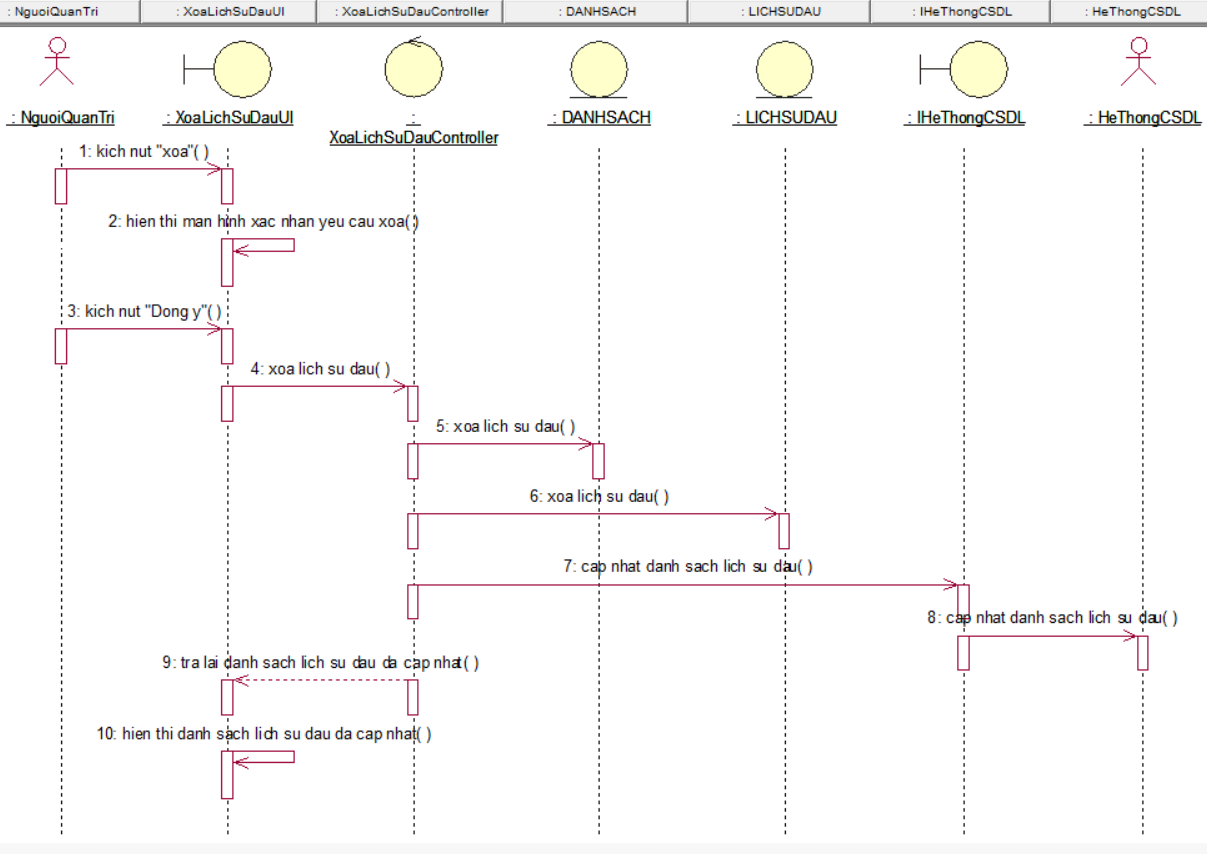 : NguoiQuanTri
: XoaLichSuDauUI
: XoaLichSuDauController
: DANHSACH
: LICHSUDAU
: IHeThongCSDL
: HeThongCSDL
: NguoiQuanTri
: XoaLichSuDauUI
:
XoaLichSuDauController
: DANHSACH
: LICHSUDAU
: IHeThongCSDL
: HeThongCSDL
1: kich nut "xoa"( )
2: hien thi man hinh xac nhan yeu cau xoa( )
3: kich nut "Dong y"( )
4: xoa lich su dau( )
5: xoa lich su dau( )
6: xoa lich su dau( )
7: cap nhat danh sach lich su dau( )
8: cap nhat danh sach lich su dau( )
9: tra lai danh sach lich su dau da cap nhat( )
10: hien thi danh sach lich su dau da cap nhat( )